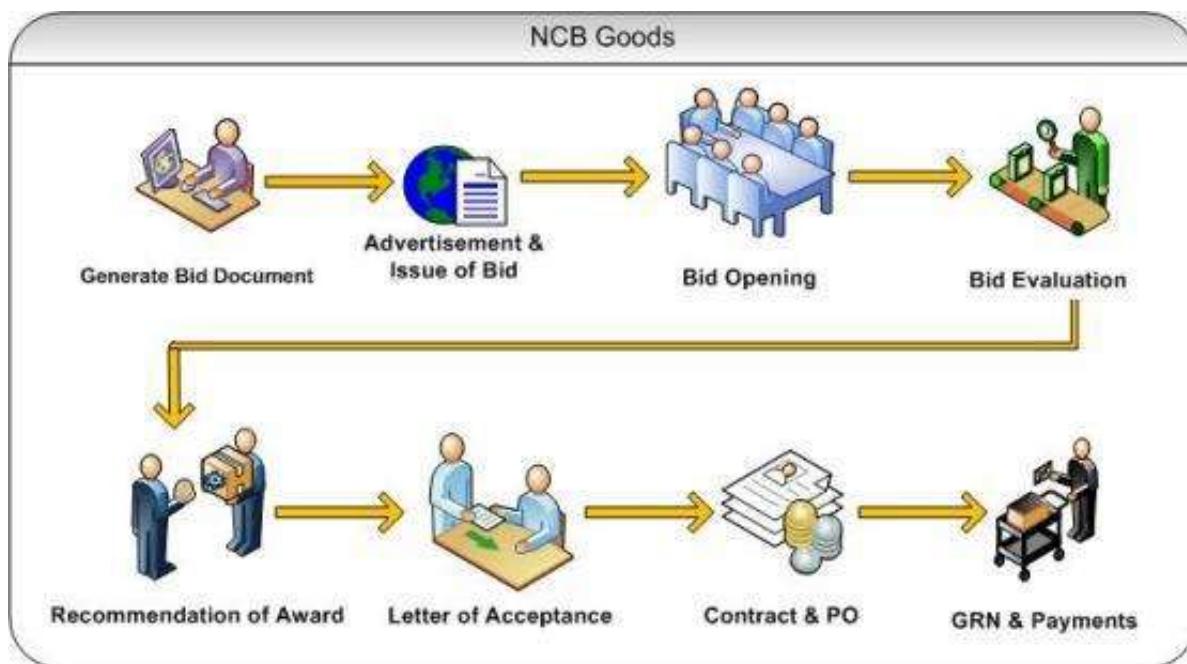 NCB Goods
Generate Bid Document
Advertisement &
Issue of Bid
Bid Opening
Bid Evaluation
Recommendation of Award
Letter of Acceptance
Contract & PO
GRN & Payments